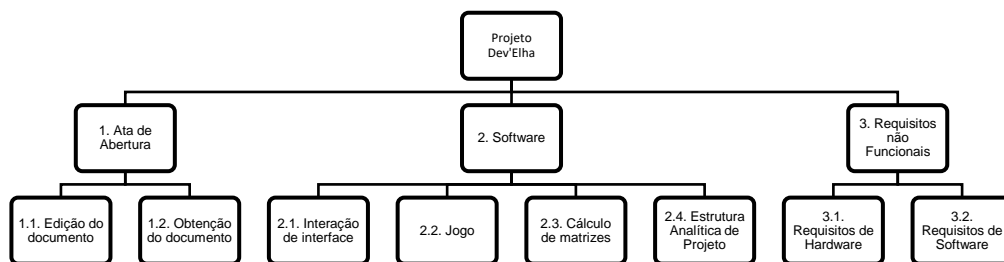 Projeto
Dev'Elha
1. Ata de
Abertura
2. Software
3. Requisitos
não
Funcionais
1.1. Edição do
documento
1.2. Obtenção
do documento
2.1. Interação
de interface
2.2. Jogo
2.3. Cálculo
de matrizes
2.4. Estrutura
Analítica de
Projeto
3.1.
Requisitos de
Hardware
3.2.
Requisitos de
Software